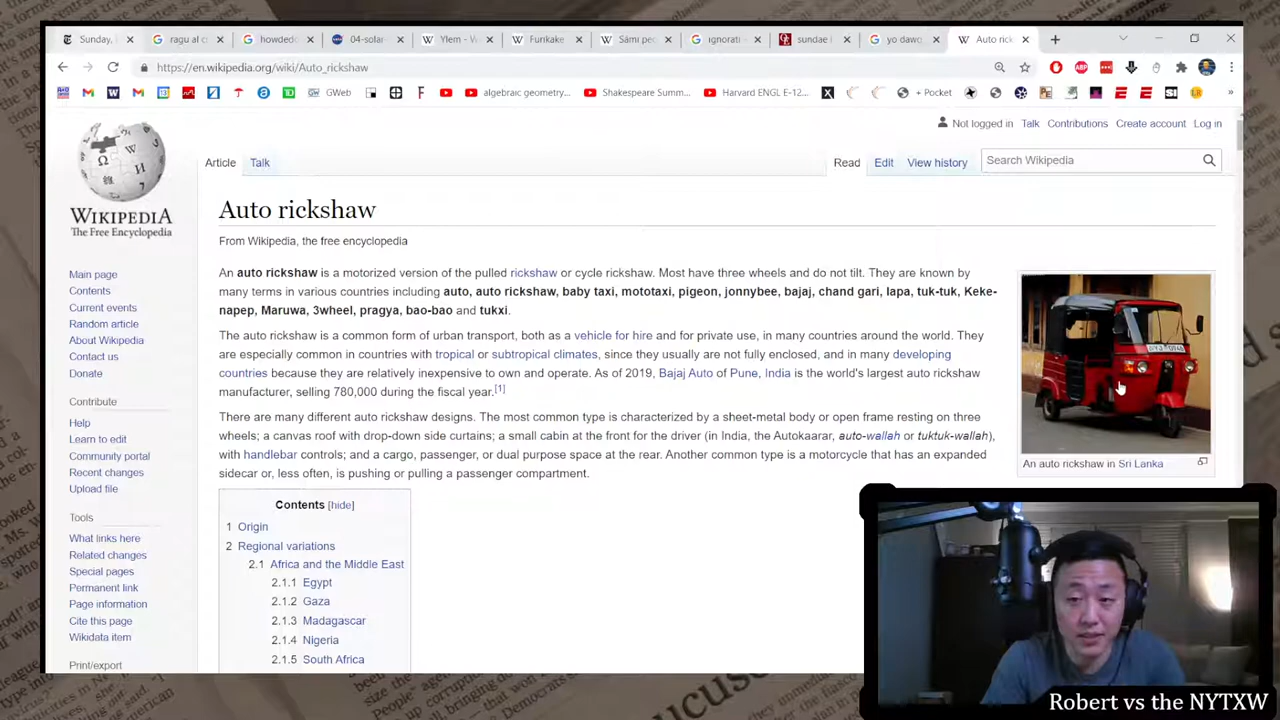 Sunday,
ragu al c
howdedo
04-solar-
Ylem - W
Furikake
Sámi pe
ignorati -
sundae i
yo dawg
Auto rick
https://en.wikipedia.org/wiki/Auto_rickshaw
GWeb
algebraic geometry...
Shakespeare Summ...
Harvard ENGL E-12...
+ Pocket
Not logged in Talk Contributions Create account Log in
Article Talk
Read Edit View history
Search Wikipedia
WIKIPEDIA
The Free Encyclopedia
Main page
Contents
Current events
Random article
About Wikipedia
Contact us
Donate
Contribute
Help
Learn to edit
Community portal
Recent changes
Upload file
Tools
What links here
Related changes
Special pages
Permanent link
Page information
Cite this page
Wikidata item
Print/export
Auto rickshaw
From Wikipedia, the free encyclopedia
An auto rickshaw is a motorized version of the pulled rickshaw or cycle rickshaw. Most have three wheels and do not tilt. They are known by
many terms in various countries including auto, auto rickshaw, baby taxi, mototaxi, pigeon, jonnybee, bajaj, chand gari, lapa, tuk-tuk, Keke-
napep, Maruwa, 3wheel, pragya, bao-bao and tukxi.
The auto rickshaw is a common form of urban transport, both as a vehicle for hire and for private use, in many countries around the world. They
are especially common in countries with tropical or subtropical climates, since they usually are not fully enclosed, and in many developing
countries because they are relatively inexpensive to own and operate. As of 2019, Bajaj Auto of Pune, India is the world's largest auto rickshaw
manufacturer, selling 780,000 during the fiscal year.[1]
There are many different auto rickshaw designs. The most common type is characterized by a sheet-metal body or open frame resting on three
wheels; a canvas roof with drop-down side curtains; a small cabin at the front for the driver (in India, the Autokaarar, auto-wallah or tuktuk-wallah),
with handlebar controls; and a cargo, passenger, or dual purpose space at the rear. Another common type is a motorcycle that has an expanded
sidecar or, less often, is pushing or pulling a passenger compartment.
An auto rickshaw in Sri Lanka
Contents [hide]
1 Origin
2 Regional variations
2.1 Africa and the Middle East
2.1.1 Egypt
2.1.2 Gaza
2.1.3 Madagascar
2.1.4 Nigeria
2.1.5 South Africa
Robert vs the NYTXW